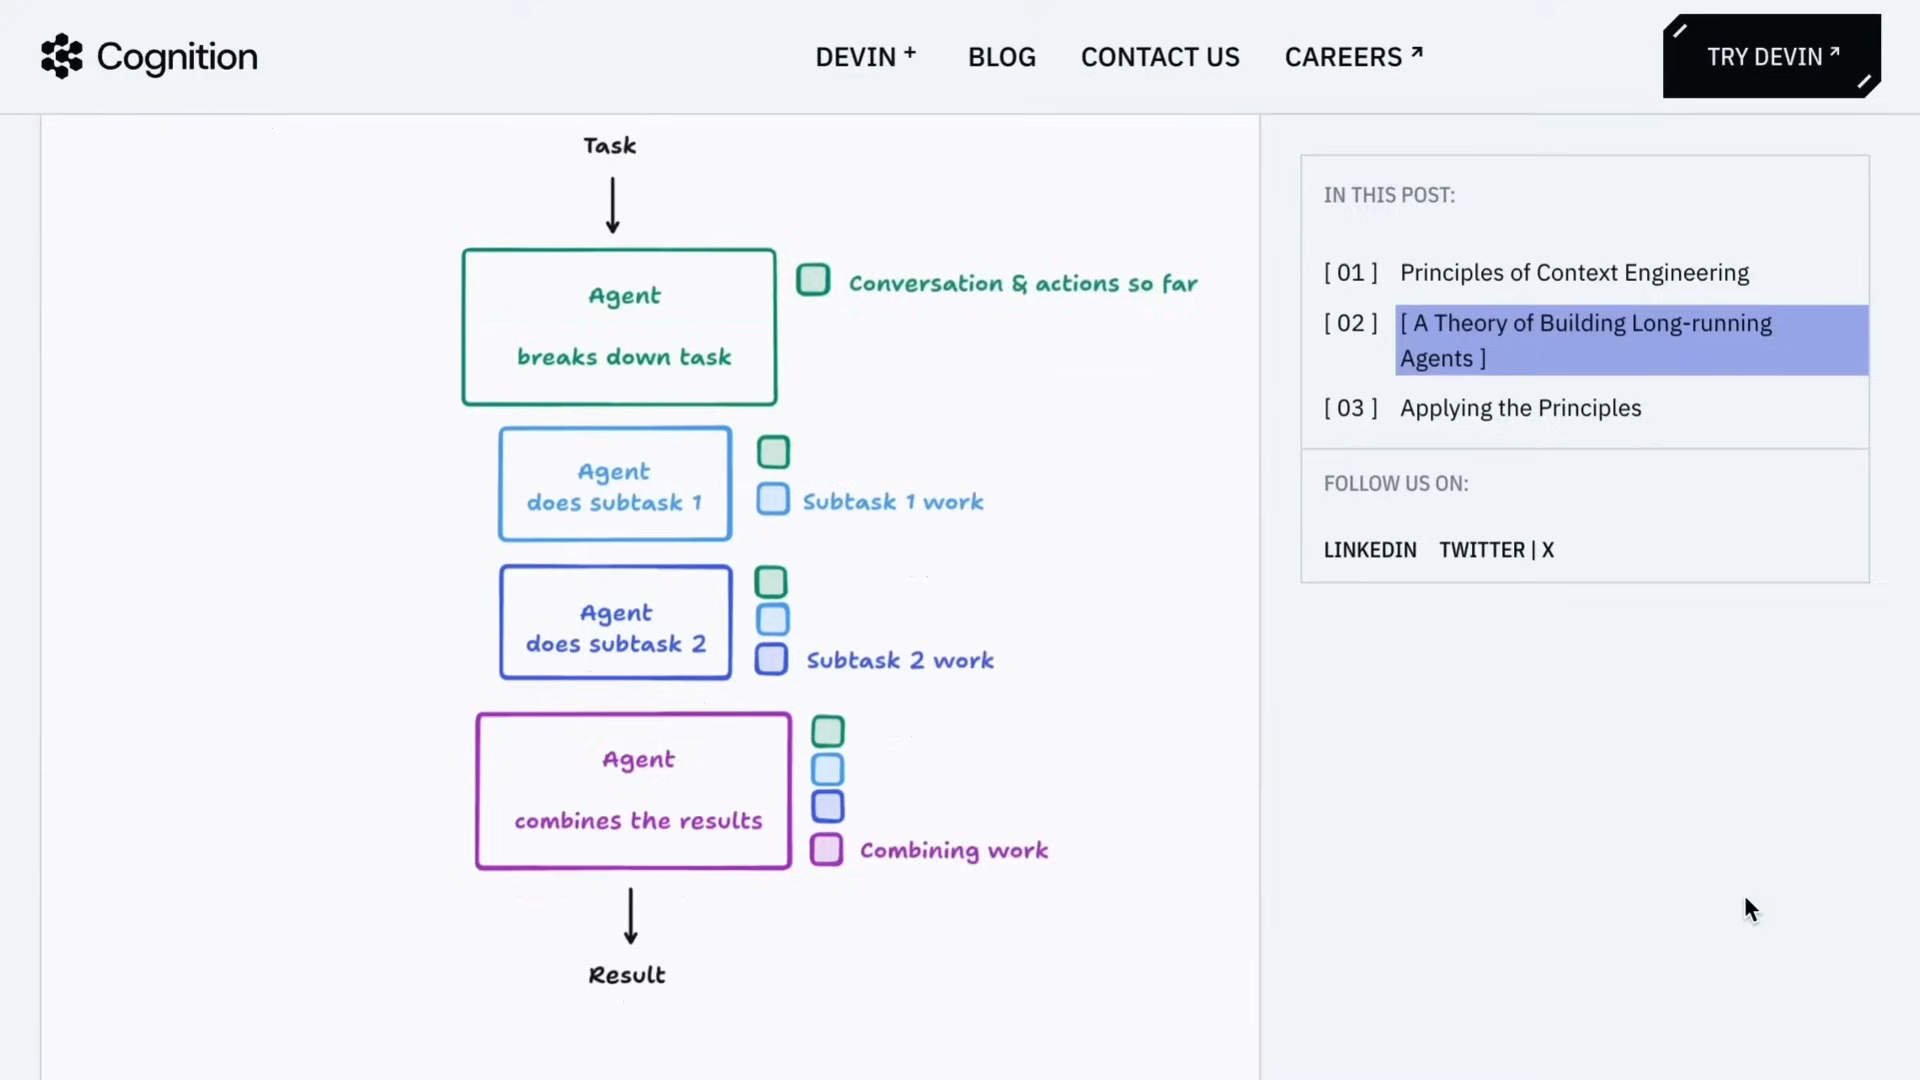 Cognition
DEVIN +
BLOG
CONTACT US
CAREERS
TRY DEVIN
Task
Agent
breaks down task
Conversation & actions so far
Agent
does subtask 1
Subtask 1 work
Agent
does subtask 2
Subtask 2 work
Agent
combines the results
Combining work
Result
IN THIS POST:
[ 01 ] Principles of Context Engineering
[ 02 ] [ A Theory of Building Long-running
Agents ]
[ 03 ] Applying the Principles
FOLLOW US ON:
LINKEDIN TWITTER | X